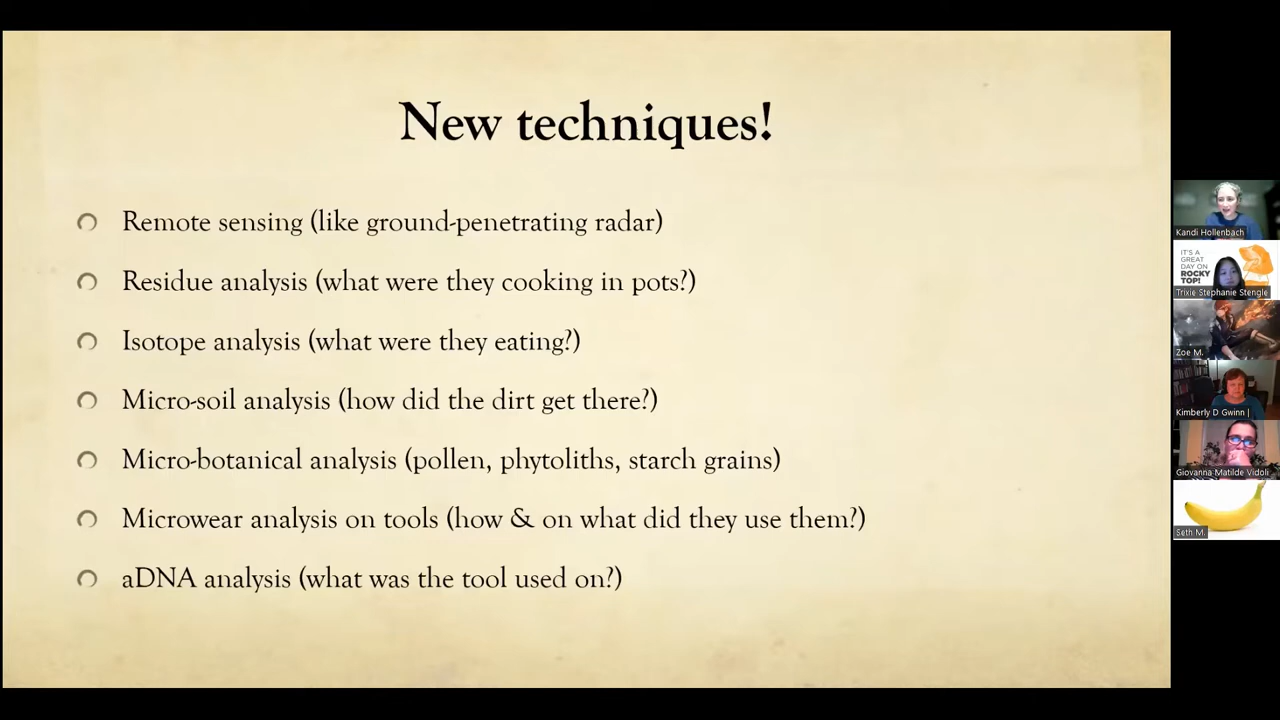 New techniques!
Remote sensing (like ground-penetrating radar)
Residue analysis (what were they cooking in pots?)
Isotope analysis (what were they eating?)
Micro-soil analysis (how did the dirt get there?)
Micro-botanical analysis (pollen, phytoliths, starch grains)
Microwear analysis on tools (how & on what did they use them?)
aDNA analysis (what was the tool used on?)
Kandi Hollenbach
IT'S A
GREAT
DAY ON
ROCKY
TOP!
Trixie Stephanie Stengle
Zoe M.
Kimberly D Gwinn |
Giovanna Matilde Vidoli
Seth M.